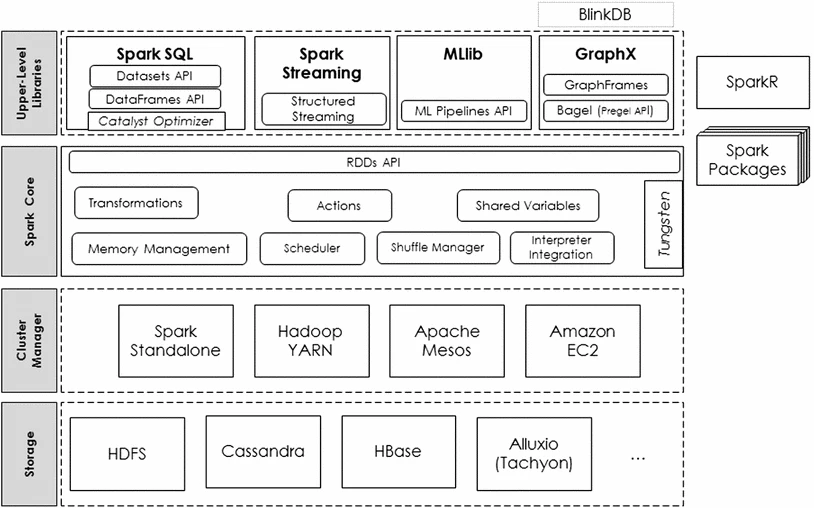 BlinkDB
Upper-Level
Libraries
Spark SQL
Datasets API
DataFrames API
Catalyst Optimizer
Spark
Streaming
Structured
Streaming
MLlib
ML Pipelines API
GraphX
GraphFrames
Bagel (Pregel API)
SparkR
Spark
Packages
Spark Core
RDDs API
Transformations
Actions
Shared Variables
Tungsten
Memory Management
Scheduler
Shuffle Manager
Interpreter
Integration
Cluster
Manager
Spark
Standalone
Hadoop
YARN
Apache
Mesos
Amazon
EC2
Storage
HDFS
Cassandra
HBase
Alluxio
(Tachyon)
...